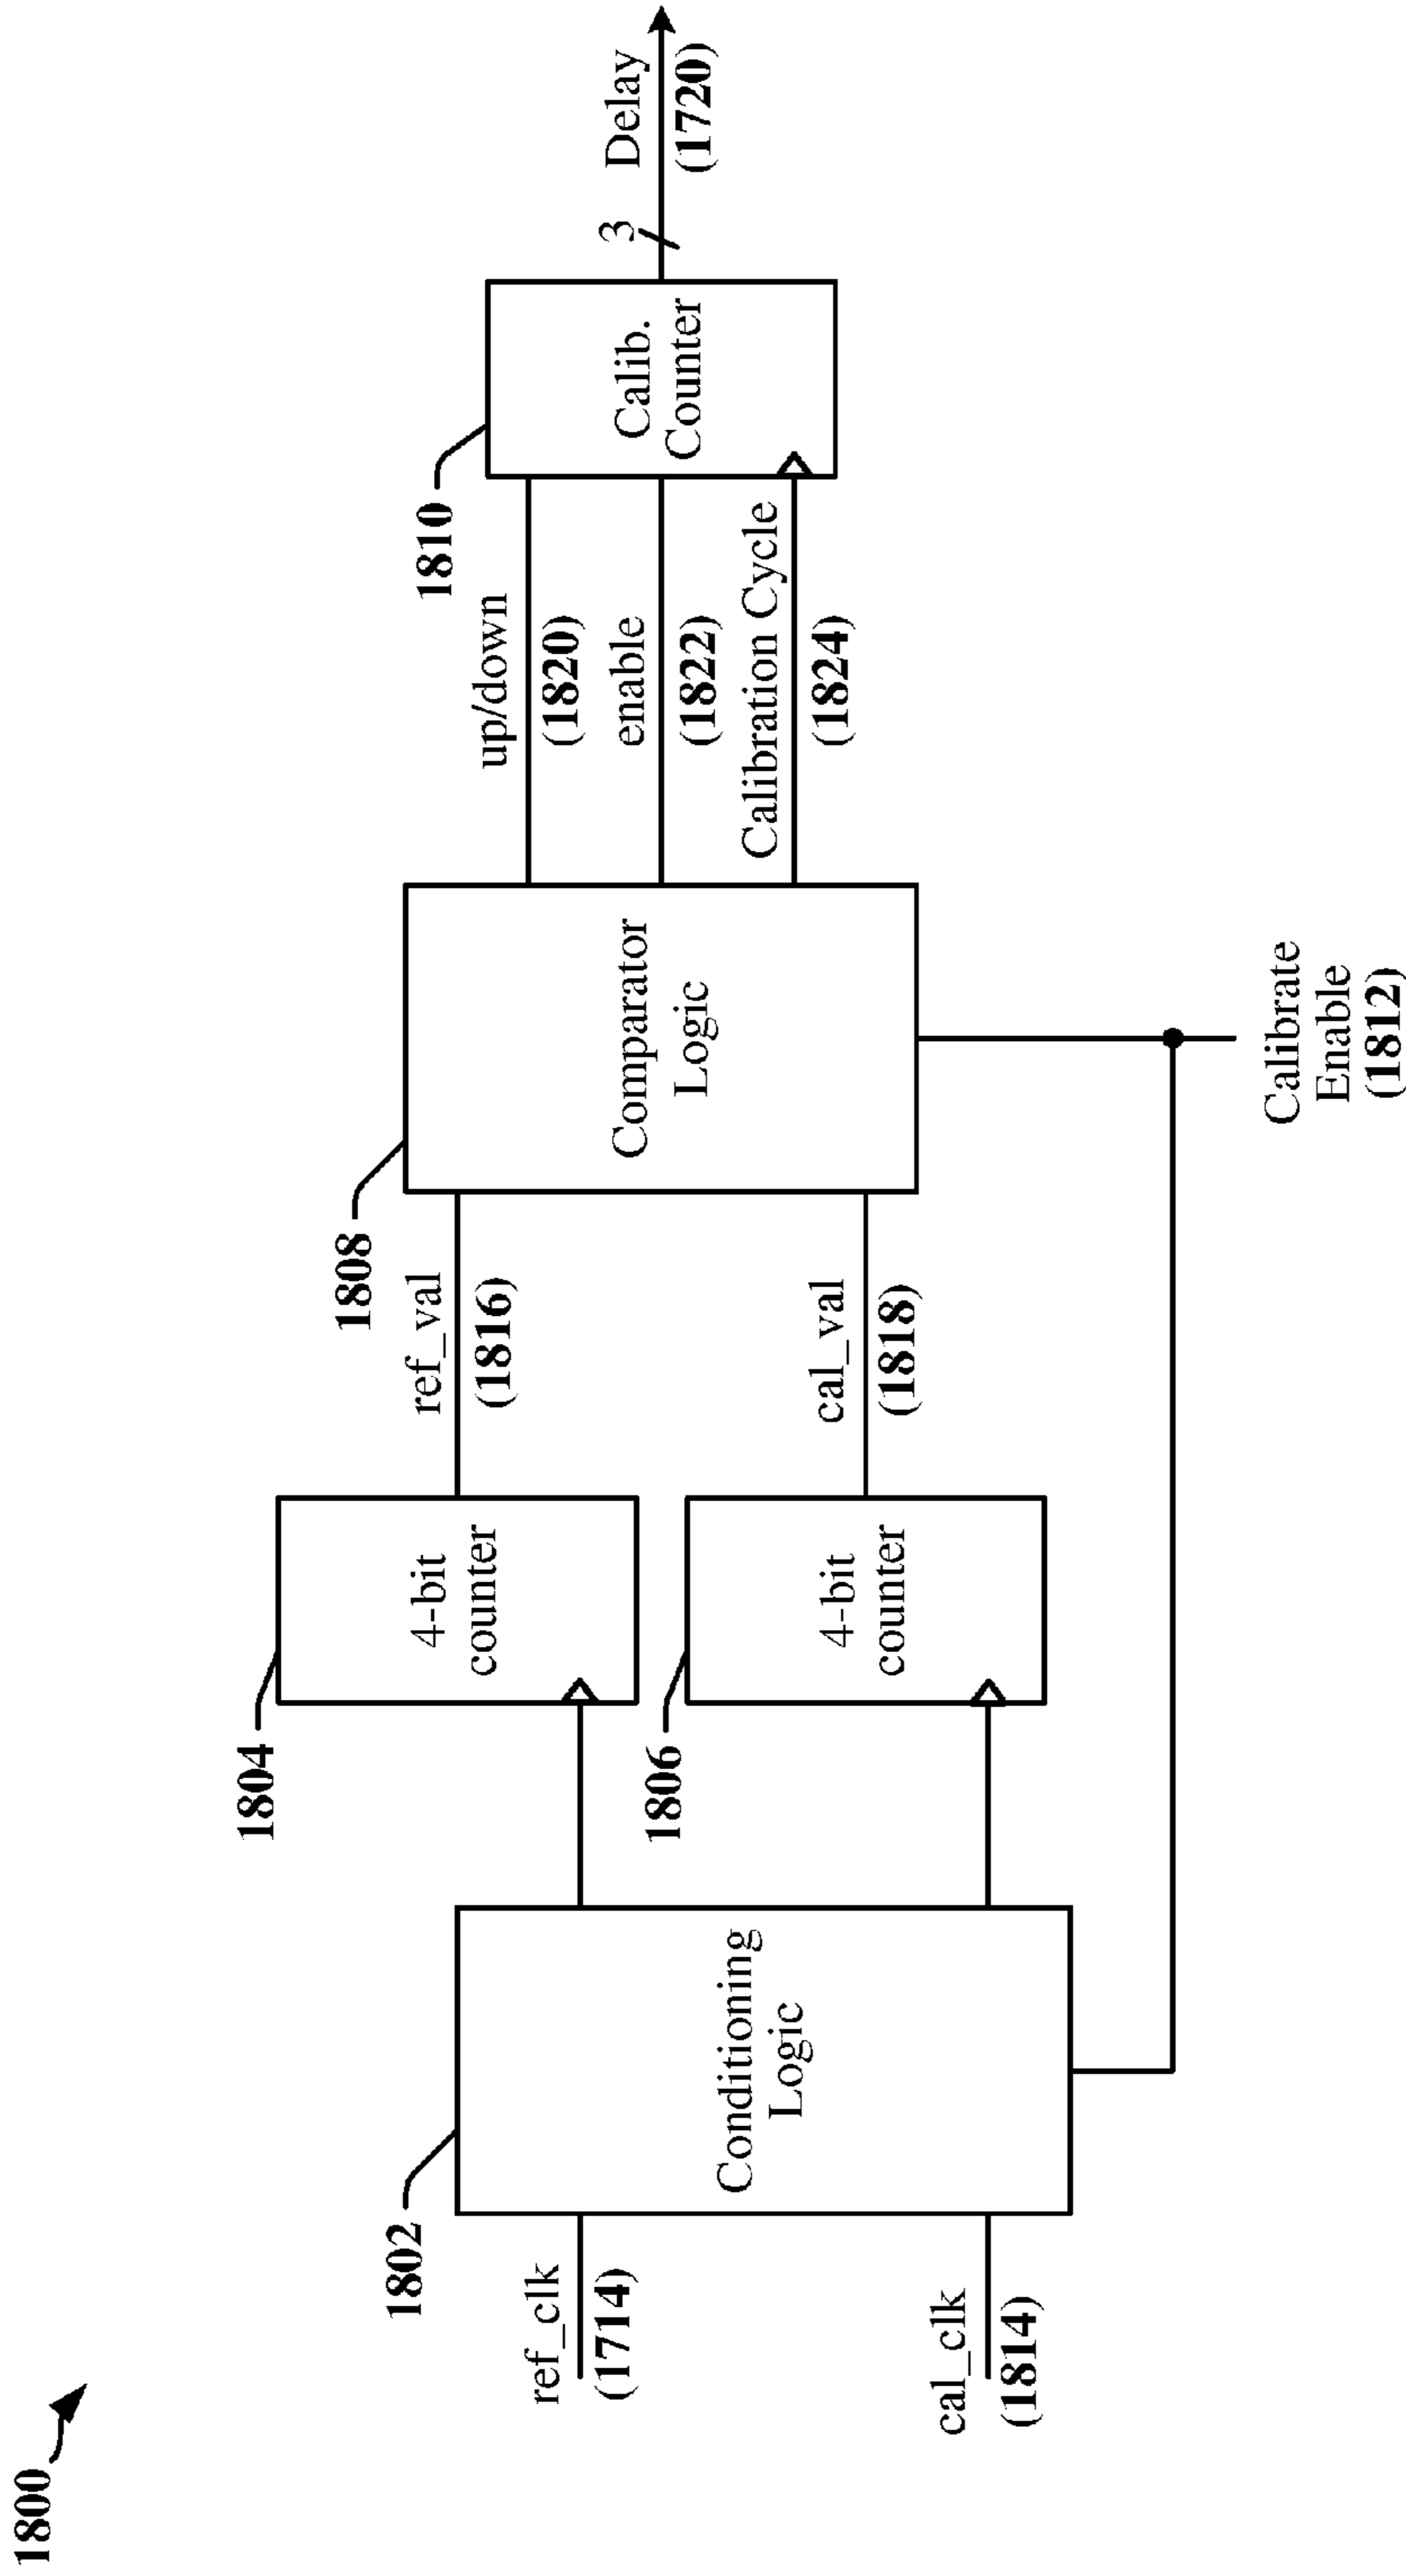 1800
1802
ref_clk
(1714)
cal_clk
(1814)
Conditioning
Logic
1804
4-bit
counter
1806
4-bit
counter
ref_val
(1816)
cal_val
(1818)
1808
Comparator
Logic
Calibrate
Enable
(1812)
up/down
(1820)
enable
(1822)
Calibration Cycle
(1824)
1810
Calib.
Counter
3
Delay
(1720)